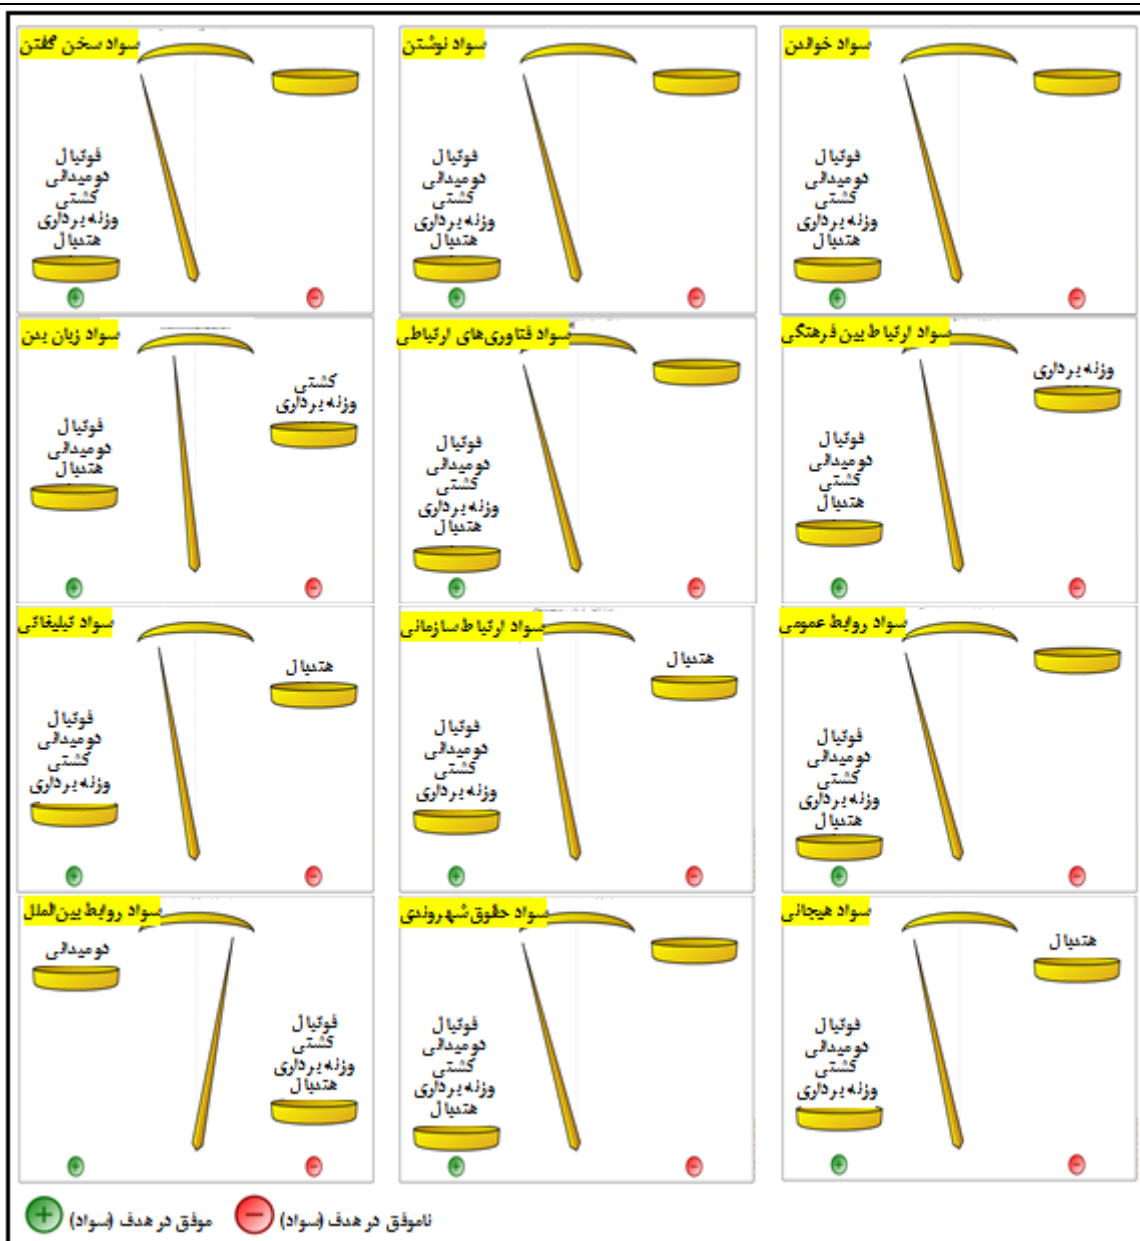 سواد خواندن
فوتبال
دومیدانی
کشتی
وزنه‌برداری
هندبال
سواد نوشتن
فوتبال
دومیدانی
کشتی
وزنه‌برداری
هندبال
سواد سخن گفتن
فوتبال
دومیدانی
کشتی
وزنه‌برداری
هندبال
سواد ارتباط بین فرهنگی
وزنه‌برداری
فوتبال
دومیدانی
کشتی
هندبال
سواد فناوری‌های ارتباطی
فوتبال
دومیدانی
کشتی
وزنه‌برداری
هندبال
سواد زبان بدن
کشتی
وزنه‌برداری
فوتبال
دومیدانی
هندبال
سواد روابط عمومی
فوتبال
دومیدانی
کشتی
وزنه‌برداری
هندبال
سواد ارتباط سازمانی
هندبال
فوتبال
دومیدانی
کشتی
وزنه‌برداری
سواد تبلیغاتی
هندبال
فوتبال
دومیدانی
کشتی
وزنه‌برداری
سواد هیجانی
هندبال
فوتبال
دومیدانی
کشتی
وزنه‌برداری
سواد حقوق شهروندی
فوتبال
دومیدانی
کشتی
وزنه‌برداری
هندبال
سواد روابط بین‌الملل
دومیدانی
فوتبال
کشتی
وزنه‌برداری
هندبال
ناموفق در هدف (سواد)
موفق در هدف (سواد)